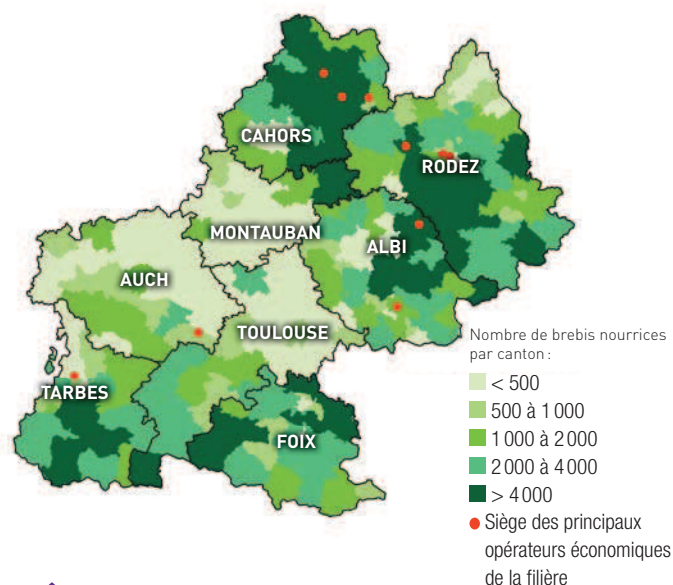 CAHORS
RODEZ
MONTAUBAN
ALBI
AUCH
TOULOUSE
TARBES
FOIX
Nombre de brebis nourrices
par canton :
< 500
500 à 1 000
1 000 à 2 000
2 000 à 4 000
> 4 000
Siège des principaux
opérateurs économiques
de la filière